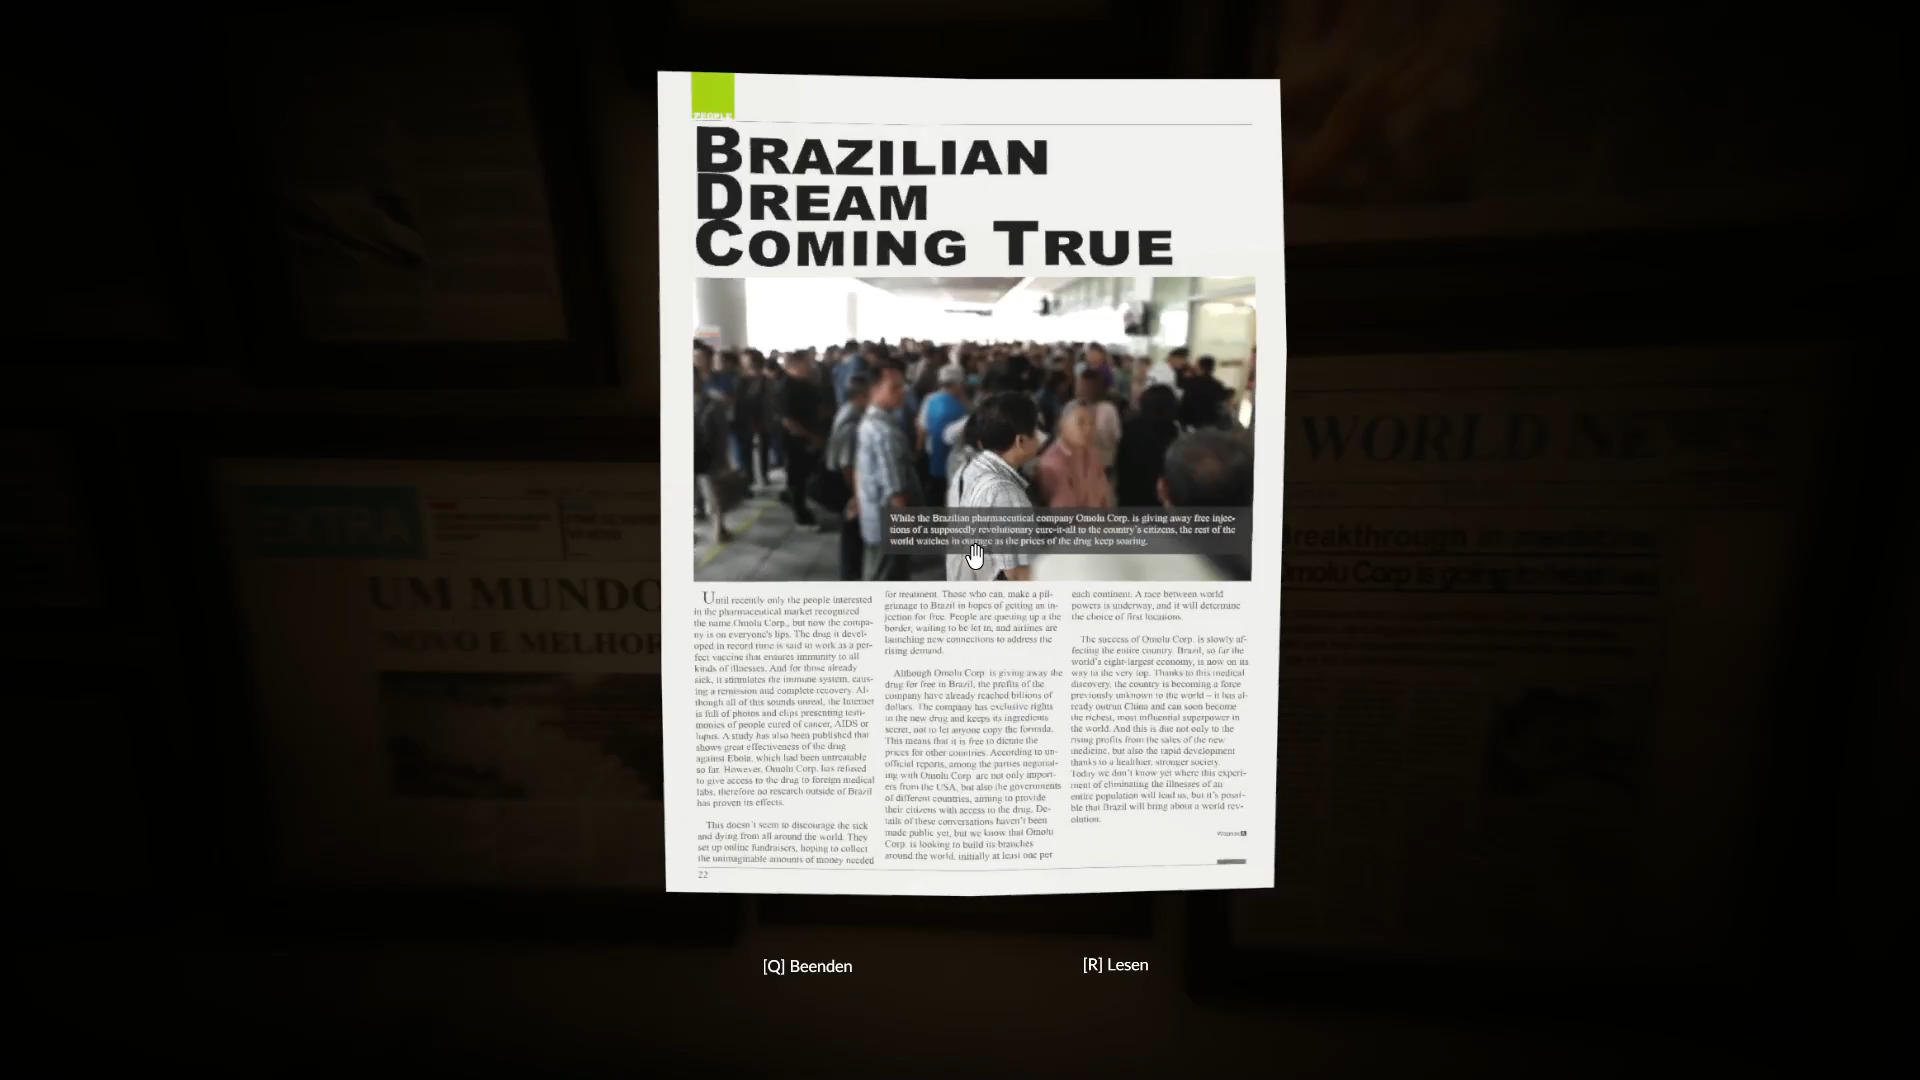 PEOPLE
BRAZILIAN
DREAM
COMING TRUE
While the Brazilian pharmaceutical company Omolu Corp. is giving away free injec-
tions of a supposedly revolutionary cure-it-all to the country's citizens, the rest of the
world watches in outrage as the prices of the drug keep soaring.
Until recently only the people interested
in the pharmaceutical market recognized
the name Omolu Corp., but now the compa-
ny is on everyone's lips. The drug it devel-
oped in record time is said to work as a per-
fect vaccine that ensures immunity to all
kinds of illnesses. And for those already
sick, it stimulates the immune system, caus-
ing a remission and complete recovery. Al-
though all of this sounds unreal, the Internet
is full of photos and clips presenting testi-
monies of people cured of cancer, AIDS or
lupus. A study has also been published that
shows great effectiveness of the drug
against Ebola, which had been untreatable
so far. However, Omolu Corp. has refused
to give access to the drug to foreign medical
labs, therefore no research outside of Brazil
has proven its effects.
This doesn't seem to discourage the sick
and dying from all around the world. They
set up online fundraisers, hoping to collect
the unimaginable amounts of money needed
for treatment. Those who can, make a pil-
grimage to Brazil in hopes of getting an in-
jection for free. People are queuing up at the
border, waiting to be let in, and airlines are
launching new connections to address the
rising demand.
Although Omolu Corp. is giving away the
drug for free in Brazil, the profits of the
company have already reached billions of
dollars. The company has exclusive rights
to the new drug and keeps its ingredients
secret, not to let anyone copy the formula.
This means that it is free to dictate the
prices for other countries. According to un-
official reports, among the parties negotiat-
ing with Omolu Corp. are not only import-
ers from the USA, but also the governments
of different countries, aiming to provide
their citizens with access to the drug. De-
tails of these conversations haven't been
made public yet, but we know that Omolu
Corp. is looking to build its branches
around the world, initially at least one per
each continent. A race between world
powers is underway, and it will determine
the choice of first locations.
The success of Omolu Corp. is slowly af-
fecting the entire country. Brazil, so far the
world's eight-largest economy, is now on its
way to the very top. Thanks to this medical
discovery, the country is becoming a force
previously unknown to the world – it has al-
ready outrun China and can soon become
the richest, most influential superpower in
the world. And this is due not only to the
rising profits from the sales of the new
medicine, but also the rapid development
thanks to a healthier, stronger society.
Today we don't know yet where this experi-
ment of eliminating the illnesses of an
entire population will lead us, but it's possi-
ble that Brazil will bring about a world rev-
olution.
22
EXTRA
UM MUNDO
NOVO E MELHOR
WORLD NEWS
[Q] Beenden
[R] Lesen